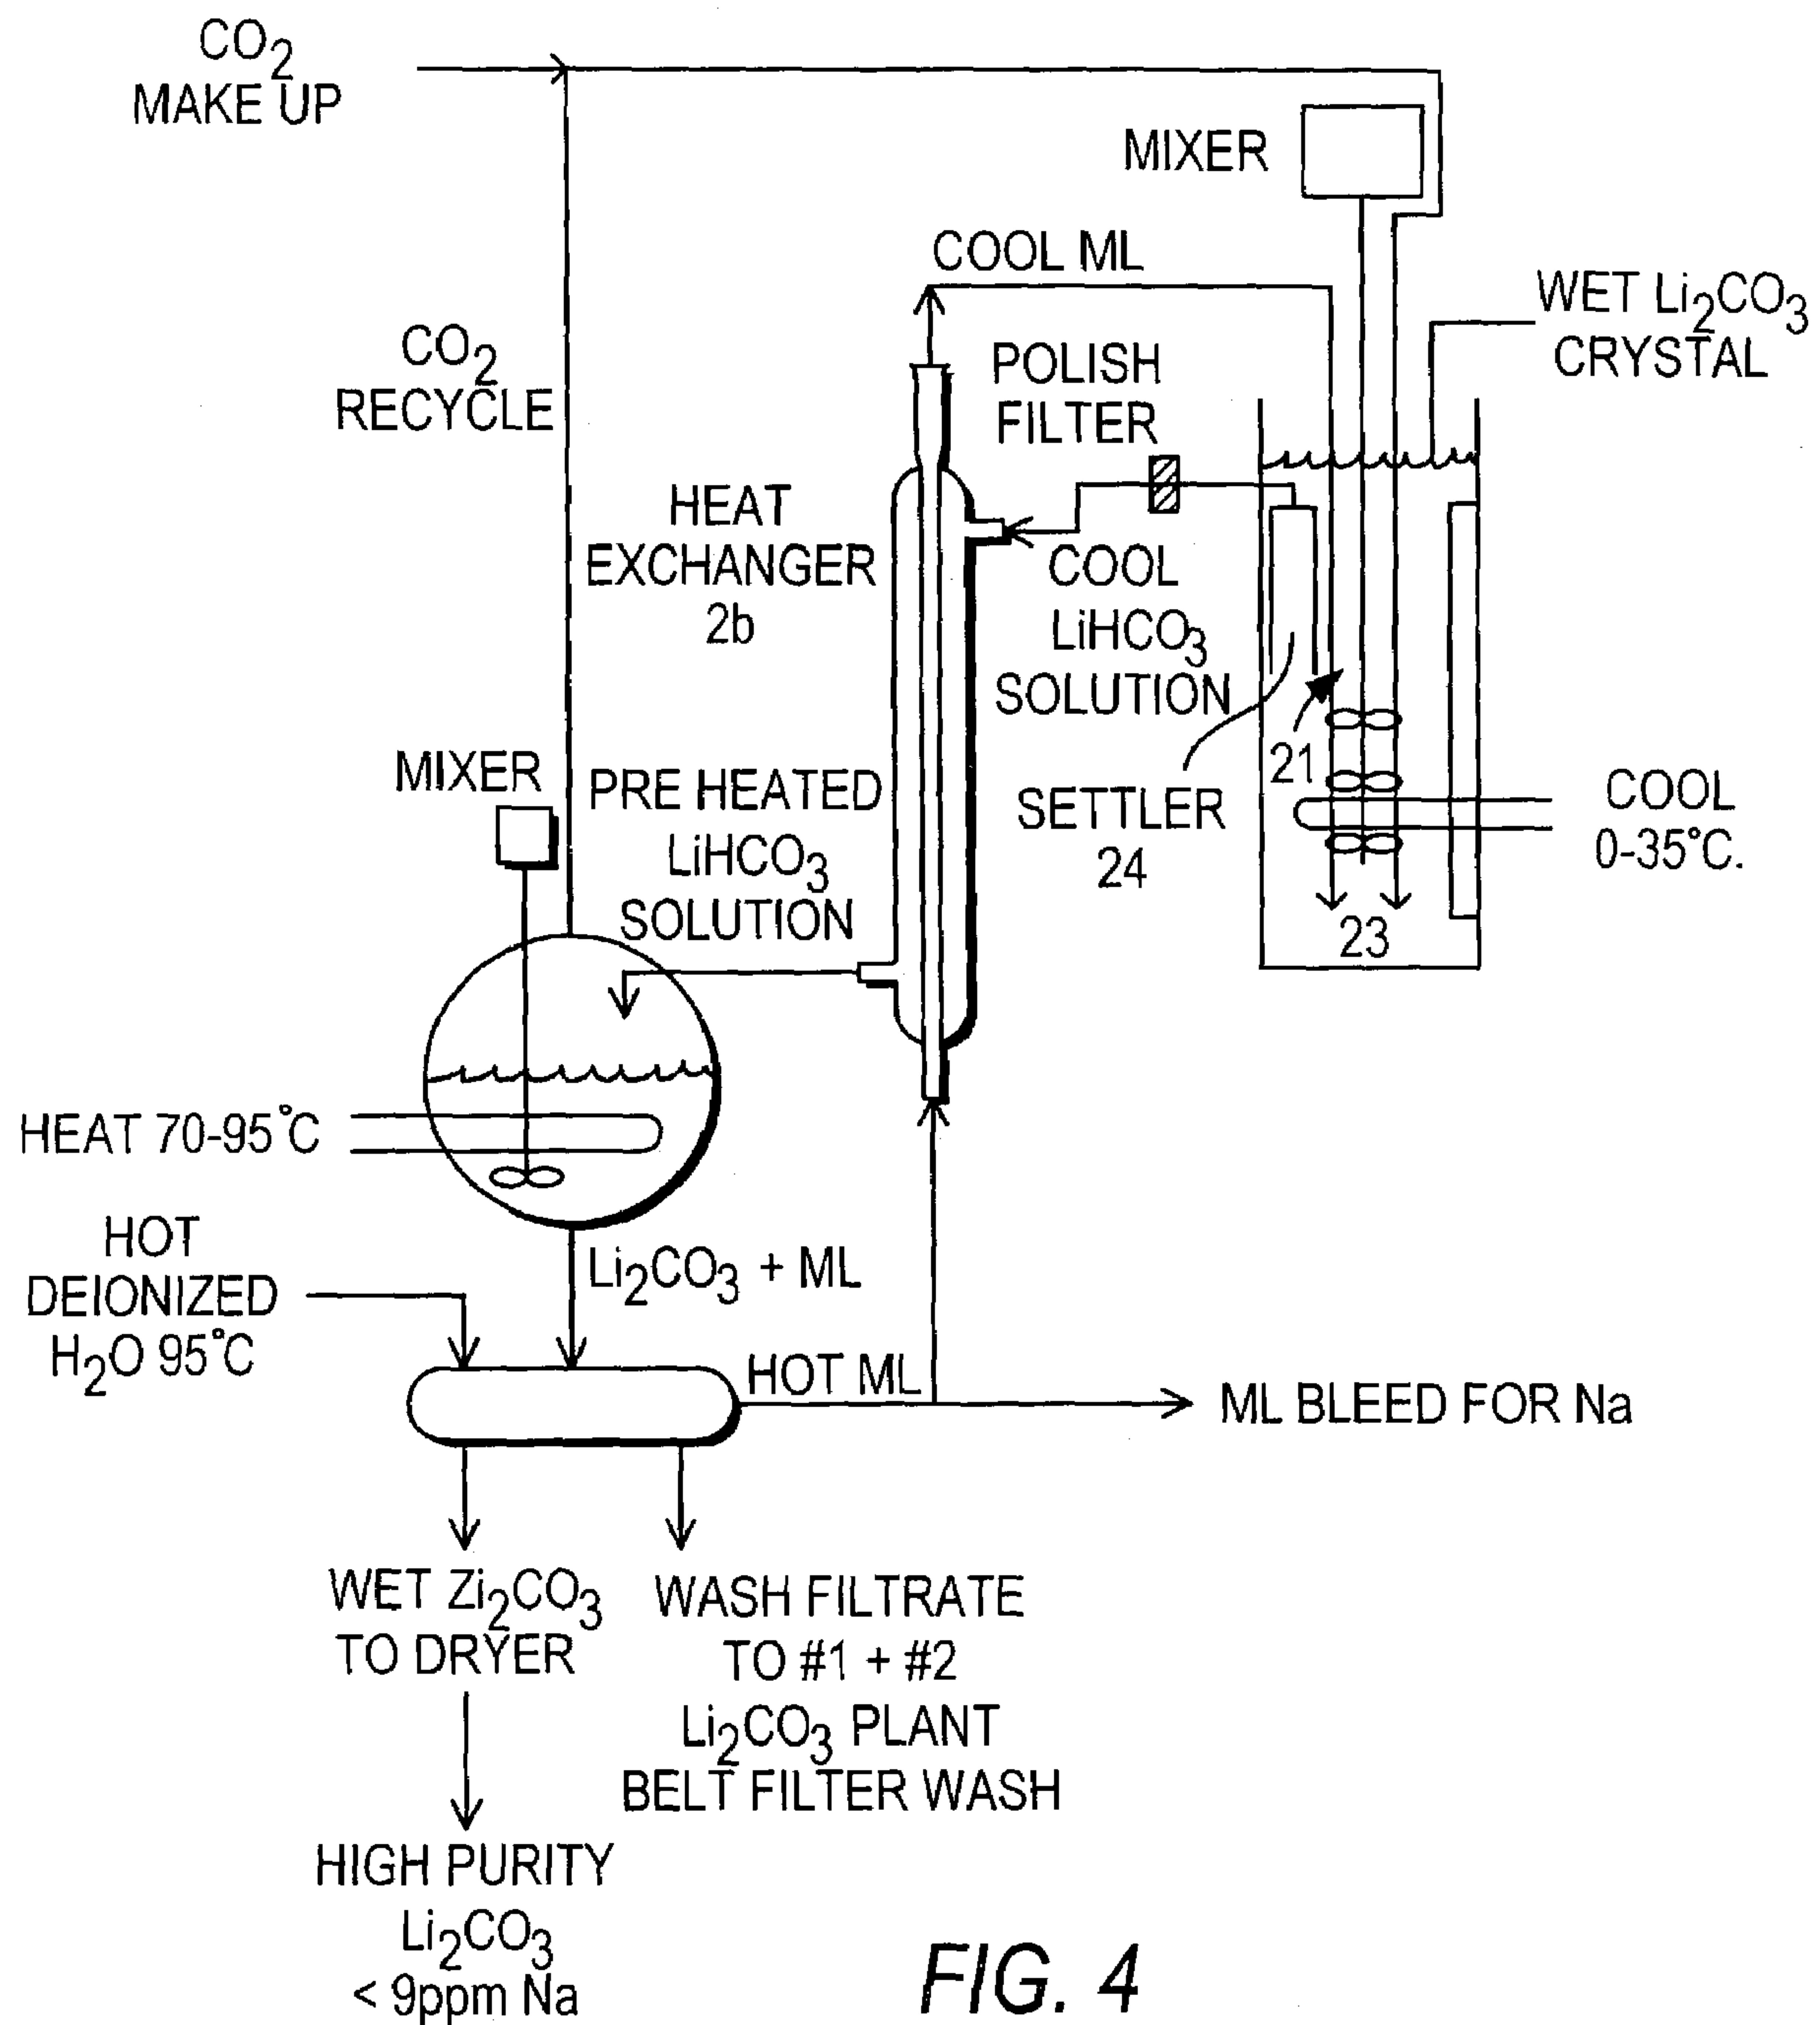 CO2
MAKE UP
MIXER
COOL ML
WET Li2CO3
CRYSTAL
CO2
RECYCLE
POLISH
FILTER
HEAT
EXCHANGER
2b
COOL
LiHCO3
SOLUTION
21
MIXER
PRE HEATED
LiHCO3
SOLUTION
SETTLER
24
COOL
0-35°C.
23
HEAT 70-95°C
HOT
DEIONIZED
H2O 95°C
Li2CO3 + ML
HOT ML
ML BLEED FOR Na
WET Zi2CO3
TO DRYER
WASH FILTRATE
TO #1 + #2
Li2CO3 PLANT
BELT FILTER WASH
HIGH PURITY
Li2CO3
< 9ppm Na
FIG. 4